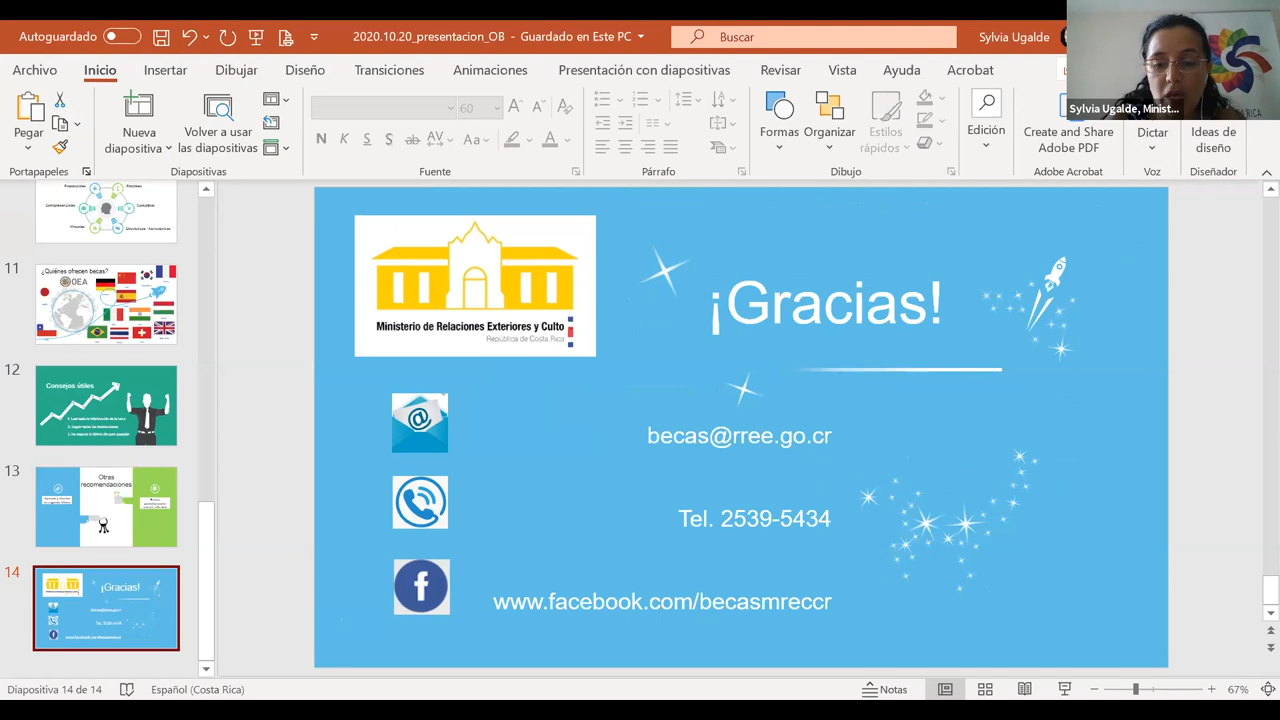 Autoguardado
2020.10.20_presentacion_OB - Guardado en Este PC
Buscar
Sylvia Ugalde
Archivo
Inicio
Insertar
Dibujar
Diseño
Transiciones
Animaciones
Presentación con diapositivas
Revisar
Vista
Ayuda
Acrobat
Sylvia Ugalde, Minist...
Pegar
Nueva
diapositiva
Volver a usar
las diapositivas
60
N K S S ab AV Aa A
Formas
Organizar
Estilos
rápidos
Edición
Create and Share
Adobe PDF
Dictar
Ideas de
diseño
Portapapeles
Diapositivas
Fuente
Párrafo
Dibujo
Adobe Acrobat
Voz
Diseñador
11
¿Quiénes ofrecen becas?
OEA
12
Consejos útiles
13
Otras
recomendaciones
14
¡Gracias!
Ministerio de Relaciones Exteriores y Culto
República de Costa Rica
¡Gracias!
becas@rree.go.cr
Tel. 2539-5434
www.facebook.com/becasmreccr
Diapositiva 14 de 14
Español (Costa Rica)
Notas
67%